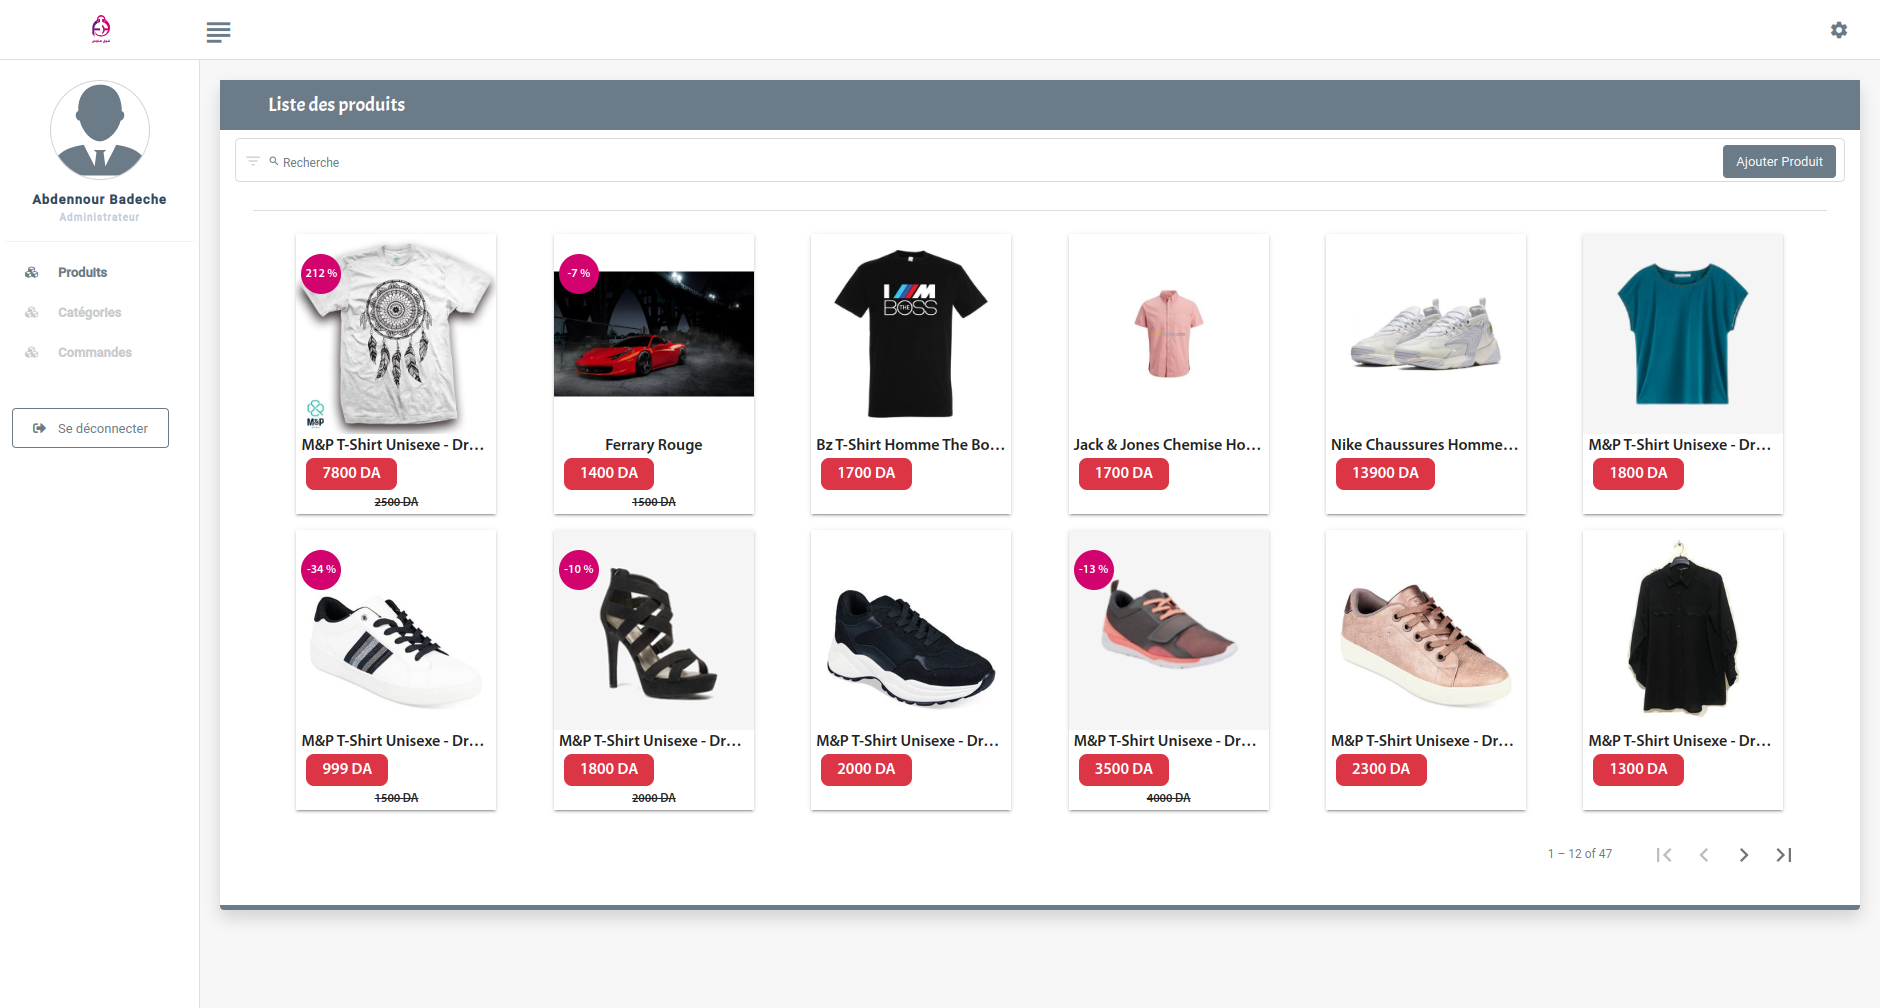 Liste des produits
Recherche
Ajouter Produit
Abdennour Badeche
Administrateur
Produits
Catégories
Commandes
Se déconnecter
212 %
M&P
M&P T-Shirt Unisexe - Dr...
7800 DA
2500 DA
-7 %
Ferrary Rouge
1400 DA
1500 DA
I M
THE
BOSS
Bz T-Shirt Homme The Bo...
1700 DA
Jack & Jones Chemise Ho...
1700 DA
Nike Chaussures Homme...
13900 DA
M&P T-Shirt Unisexe - Dr...
1800 DA
-34 %
M&P T-Shirt Unisexe - Dr...
999 DA
1500 DA
-10 %
M&P T-Shirt Unisexe - Dr...
1800 DA
2000 DA
M&P T-Shirt Unisexe - Dr...
2000 DA
-13 %
M&P T-Shirt Unisexe - Dr...
3500 DA
4000 DA
M&P T-Shirt Unisexe - Dr...
2300 DA
M&P T-Shirt Unisexe - Dr...
1300 DA
1 – 12 of 47